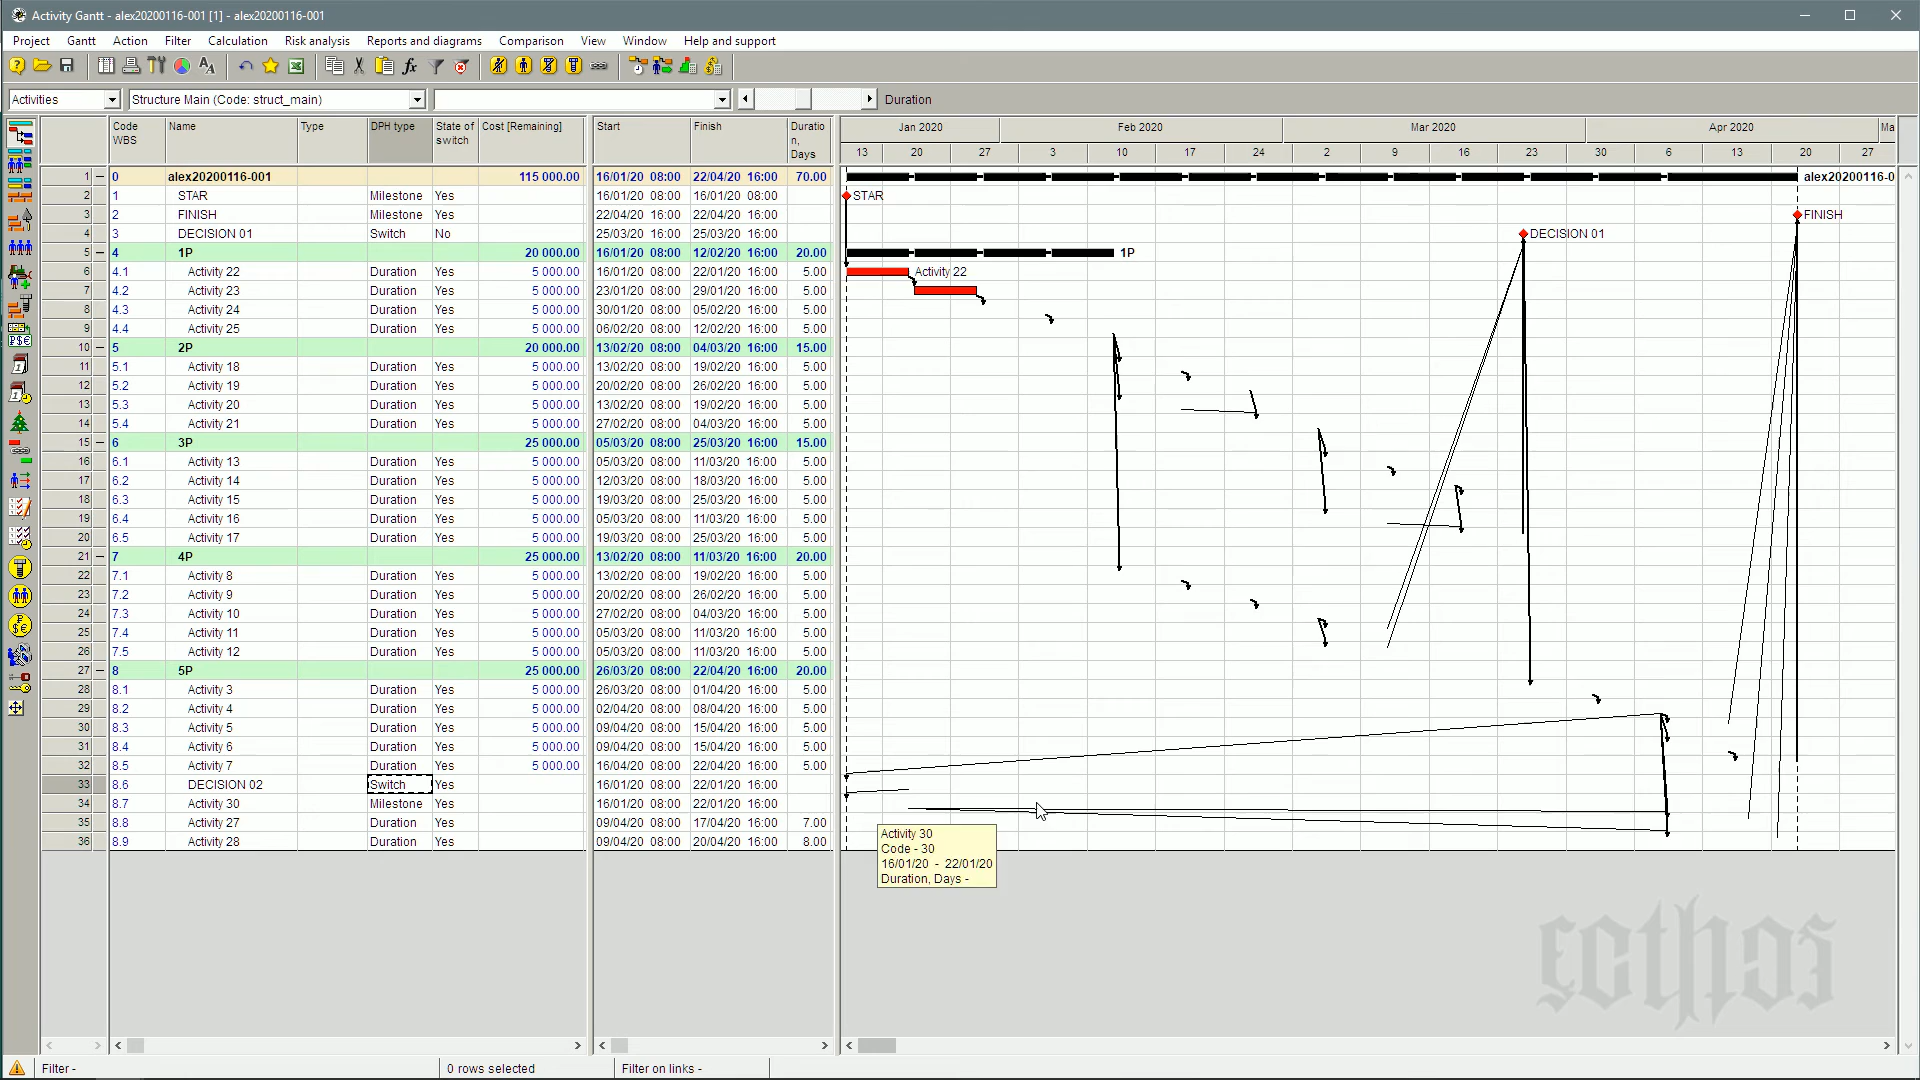 Activity Gantt - alex20200116-001 [1] - alex20200116-001
Project Gantt Action Filter Calculation Risk analysis Reports and diagrams Comparison View Window Help and support
Activities Structure Main (Code: struct_main) Duration
Code WBS Name Type DPH type State of switch Cost [Remaining] Start Finish Duration, Days
Jan 2020 Feb 2020 Mar 2020 Apr 2020 Ma
13 20 27 3 10 17 24 2 9 16 23 30 6 13 20 27
1 0 alex20200116-001 115 000.00 16/01/20 08:00 22/04/20 16:00 70.00 alex20200116-0
2 1 STAR Milestone Yes 16/01/20 08:00 16/01/20 08:00 STAR
3 2 FINISH Milestone Yes 22/04/20 16:00 22/04/20 16:00 FINISH
4 3 DECISION 01 Switch No 25/03/20 16:00 25/03/20 16:00 DECISION 01
5 4 1P 20 000.00 16/01/20 08:00 12/02/20 16:00 20.00 1P
6 4.1 Activity 22 Duration Yes 5 000.00 16/01/20 08:00 22/01/20 16:00 5.00 Activity 22
7 4.2 Activity 23 Duration Yes 5 000.00 23/01/20 08:00 29/01/20 16:00 5.00
8 4.3 Activity 24 Duration Yes 5 000.00 30/01/20 08:00 05/02/20 16:00 5.00
9 4.4 Activity 25 Duration Yes 5 000.00 06/02/20 08:00 12/02/20 16:00 5.00
10 5 2P 20 000.00 13/02/20 08:00 04/03/20 16:00 15.00
11 5.1 Activity 18 Duration Yes 5 000.00 13/02/20 08:00 19/02/20 16:00 5.00
12 5.2 Activity 19 Duration Yes 5 000.00 20/02/20 08:00 26/02/20 16:00 5.00
13 5.3 Activity 20 Duration Yes 5 000.00 13/02/20 08:00 19/02/20 16:00 5.00
14 5.4 Activity 21 Duration Yes 5 000.00 27/02/20 08:00 04/03/20 16:00 5.00
15 6 3P 25 000.00 05/03/20 08:00 25/03/20 16:00 15.00
16 6.1 Activity 13 Duration Yes 5 000.00 05/03/20 08:00 11/03/20 16:00 5.00
17 6.2 Activity 14 Duration Yes 5 000.00 12/03/20 08:00 18/03/20 16:00 5.00
18 6.3 Activity 15 Duration Yes 5 000.00 19/03/20 08:00 25/03/20 16:00 5.00
19 6.4 Activity 16 Duration Yes 5 000.00 05/03/20 08:00 11/03/20 16:00 5.00
20 6.5 Activity 17 Duration Yes 5 000.00 19/03/20 08:00 25/03/20 16:00 5.00
21 7 4P 25 000.00 13/02/20 08:00 11/03/20 16:00 20.00
22 7.1 Activity 8 Duration Yes 5 000.00 13/02/20 08:00 19/02/20 16:00 5.00
23 7.2 Activity 9 Duration Yes 5 000.00 20/02/20 08:00 26/02/20 16:00 5.00
24 7.3 Activity 10 Duration Yes 5 000.00 27/02/20 08:00 04/03/20 16:00 5.00
25 7.4 Activity 11 Duration Yes 5 000.00 05/03/20 08:00 11/03/20 16:00 5.00
26 7.5 Activity 12 Duration Yes 5 000.00 05/03/20 08:00 11/03/20 16:00 5.00
27 8 5P 25 000.00 26/03/20 08:00 22/04/20 16:00 20.00
28 8.1 Activity 3 Duration Yes 5 000.00 26/03/20 08:00 01/04/20 16:00 5.00
29 8.2 Activity 4 Duration Yes 5 000.00 02/04/20 08:00 08/04/20 16:00 5.00
30 8.3 Activity 5 Duration Yes 5 000.00 09/04/20 08:00 15/04/20 16:00 5.00
31 8.4 Activity 6 Duration Yes 5 000.00 09/04/20 08:00 15/04/20 16:00 5.00
32 8.5 Activity 7 Duration Yes 5 000.00 16/04/20 08:00 22/04/20 16:00 5.00
33 8.6 DECISION 02 Switch Yes 16/01/20 08:00 22/01/20 16:00
34 8.7 Activity 30 Milestone Yes 16/01/20 08:00 22/01/20 16:00
35 8.8 Activity 27 Duration Yes 09/04/20 08:00 17/04/20 16:00 7.00
36 8.9 Activity 28 Duration Yes 09/04/20 08:00 20/04/20 16:00 8.00
Activity 30
Code - 30
16/01/20 - 22/01/20
Duration, Days -
Filter - 0 rows selected Filter on links -